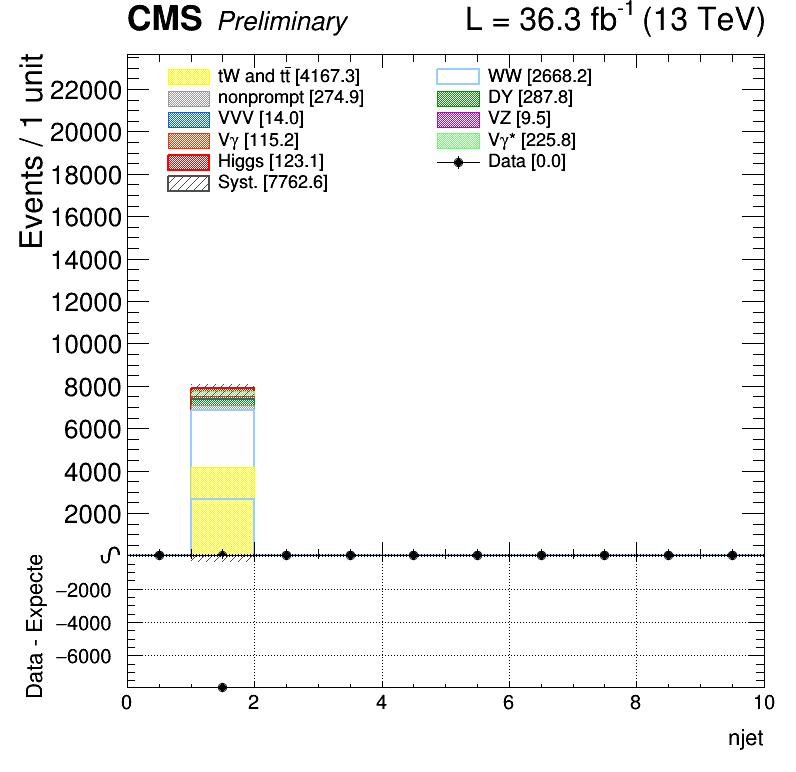 CMS Preliminary L = 36.3 fb⁻¹ (13 TeV)
Events / 1 unit
tW and tt̄ [4167.3] WW [2668.2]
nonprompt [274.9] DY [287.8]
VVV [14.0] VZ [9.5]
Vγ [115.2] Vγ* [225.8]
Higgs [123.1] Data [0.0]
Syst. [7762.6]
22000
20000
18000
16000
14000
12000
10000
8000
6000
4000
2000
Data - Expecte
−2000
−4000
−6000
0 2 4 6 8 10
njet